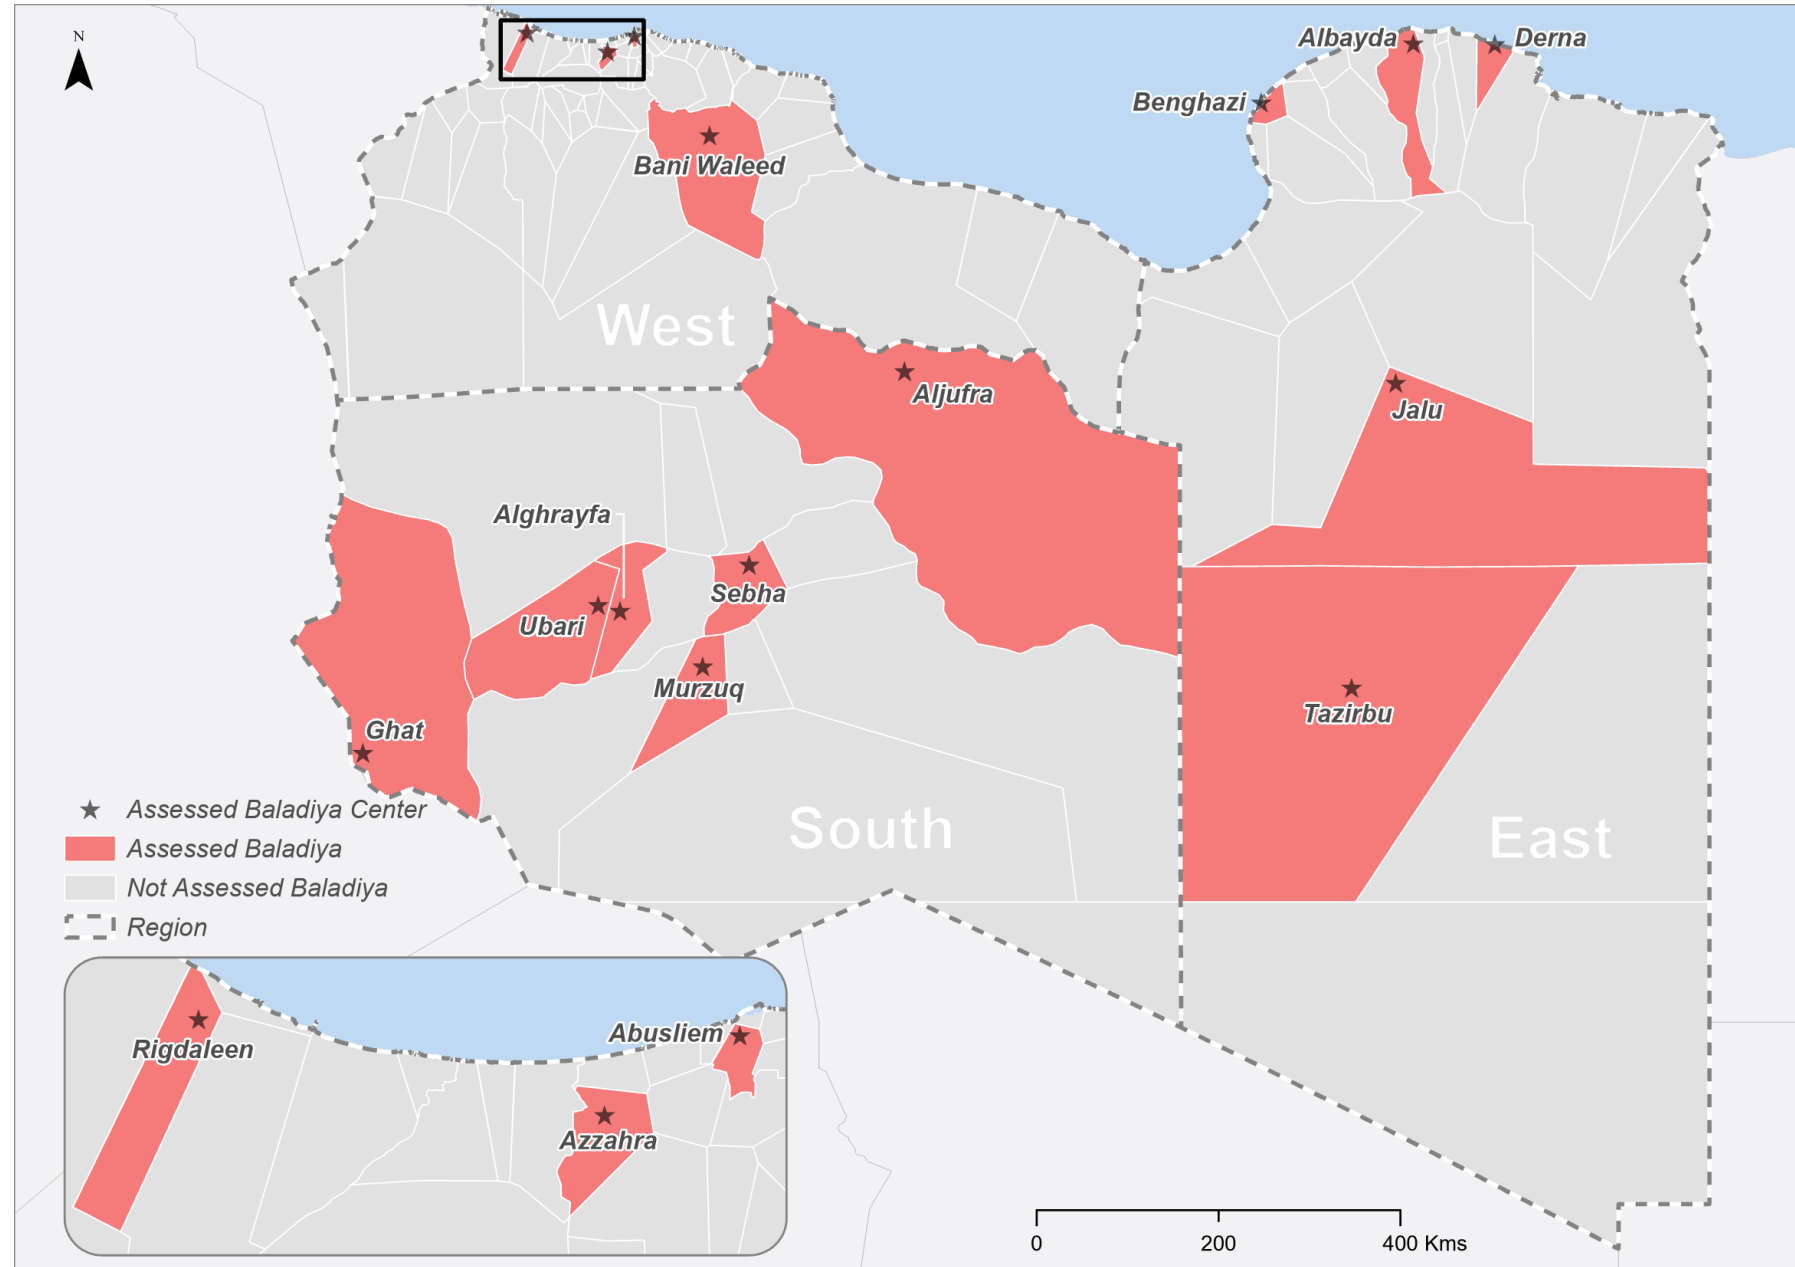 N
Albayda
Derna
Benghazi
Bani Waleed
West
Aljufra
Jalu
Alghrayfa
Sebha
Ubari
Murzuq
Tazirbu
Ghat
South
East
Assessed Baladiya Center
Assessed Baladiya
Not Assessed Baladiya
Region
Rigdaleen
Abusliem
Azzahra
0 200 400 Kms